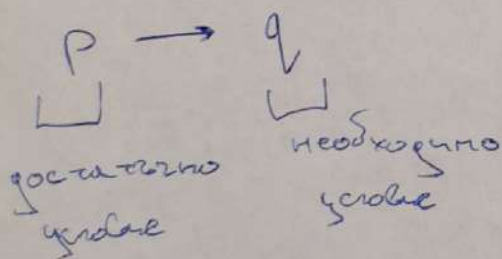 p → q
достатъчно необходимо
условие условие